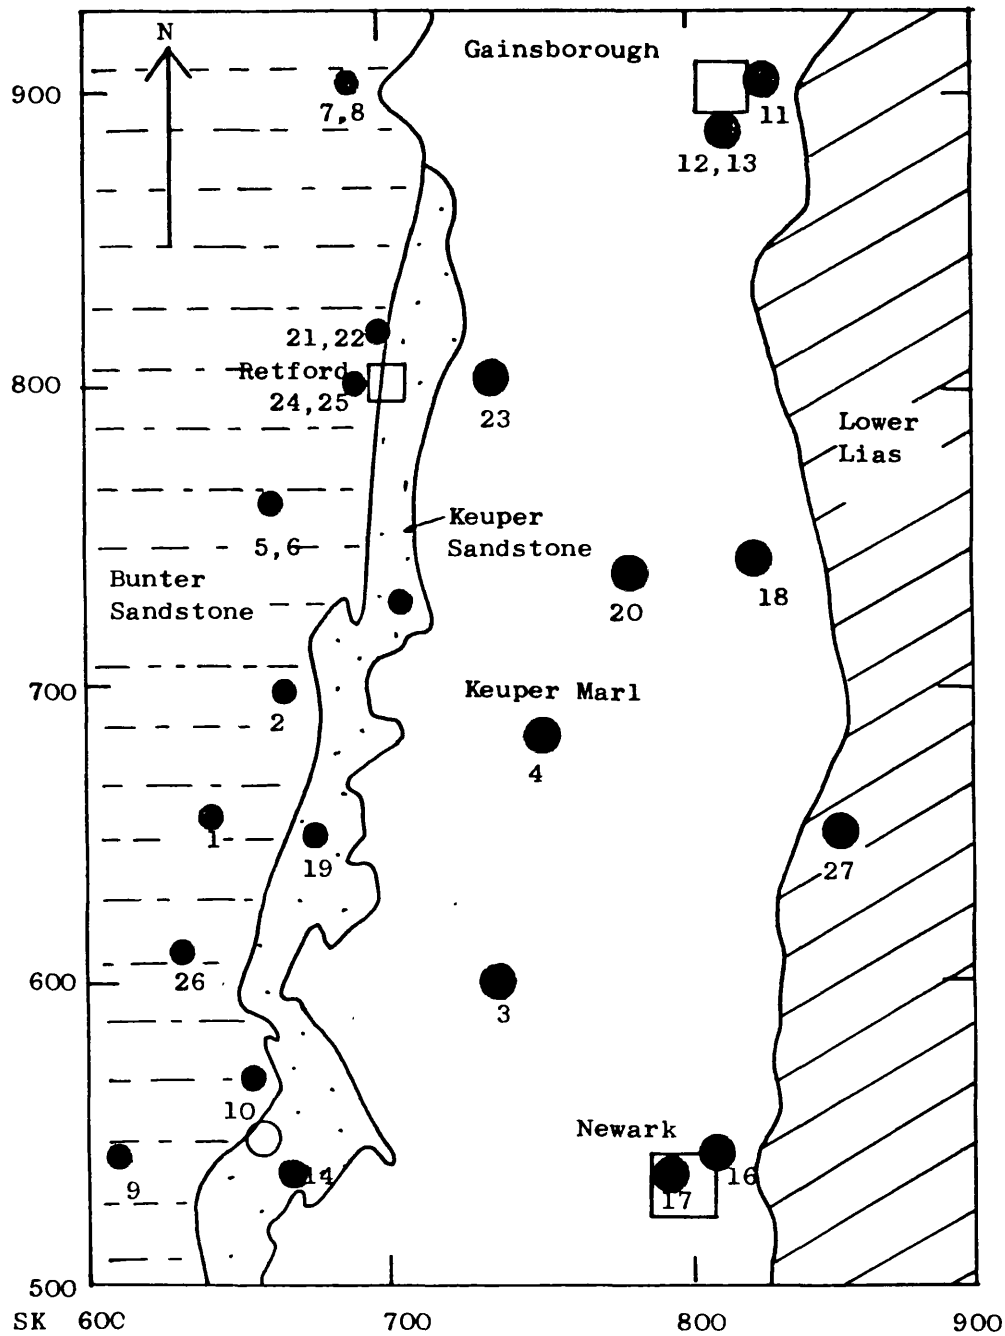 N
Gainsborough
900
7,8
11
12,13
21,22
Retford
800
24,25
23
Lower
Lias
Keuper
Sandstone
5,6
Bunter
Sandstone
20
18
700
Keuper Marl
2
4
1
19
27
26
600
3
10
Newark
9
14
16
17
500
SK 600 700 800 900